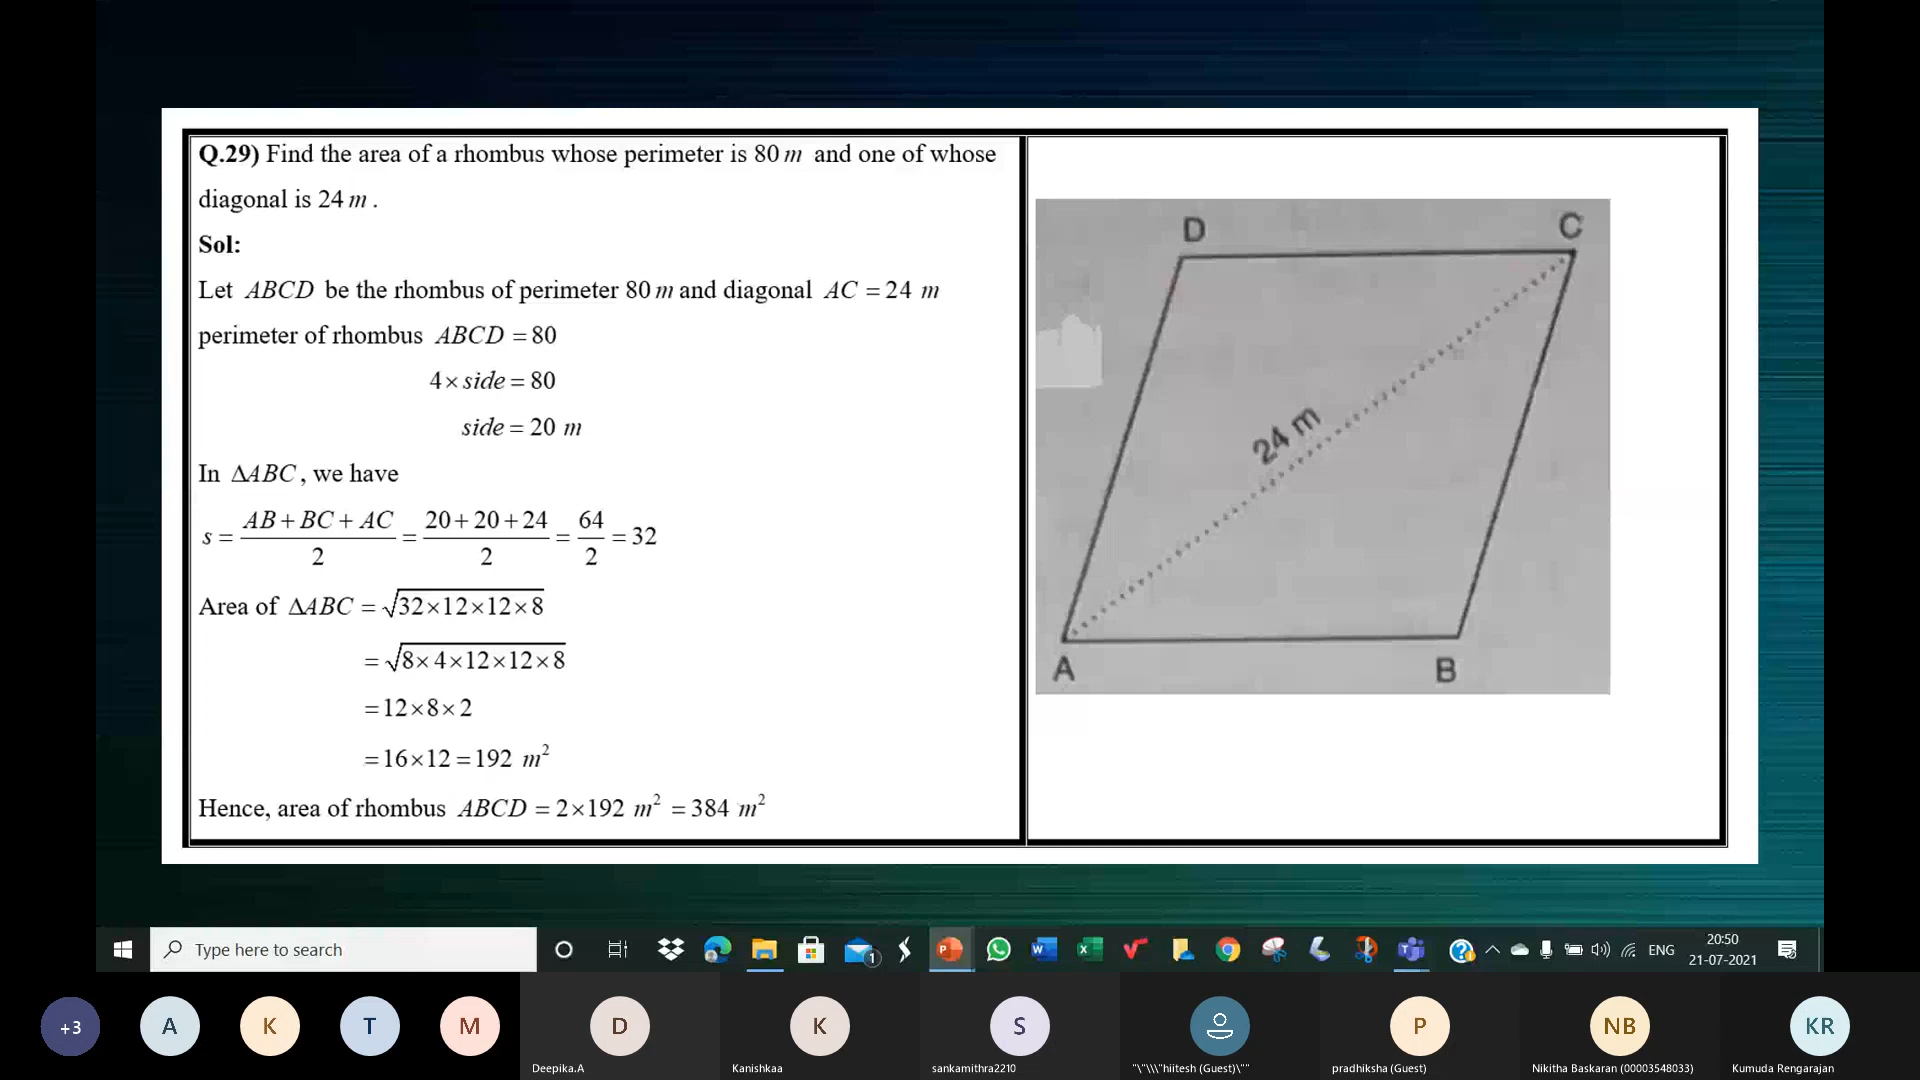 Q.29) Find the area of a rhombus whose perimeter is 80 m and one of whose
diagonal is 24 m .
Sol:
Let ABCD be the rhombus of perimeter 80 m and diagonal AC = 24 m
perimeter of rhombus ABCD = 80
4 × side = 80
side = 20 m
In ΔABC , we have
s = (AB + BC + AC)/2 = (20 + 20 + 24)/2 = 64/2 = 32
Area of ΔABC = √(32×12×12×8)
= √(8×4×12×12×8)
= 12×8×2
= 16×12 = 192 m²
Hence, area of rhombus ABCD = 2×192 m² = 384 m²
D
C
24 m
A
B
Type here to search
1
ENG
20:50
21-07-2021
+3
A
K
T
M
D
K
S
P
NB
KR
Deepika.A
Kanishkaa
sankamithra2210
"\"\\\"hiitesh (Guest)\""
pradhiksha (Guest)
Nikitha Baskaran (00003548033)
Kumuda Rengarajan